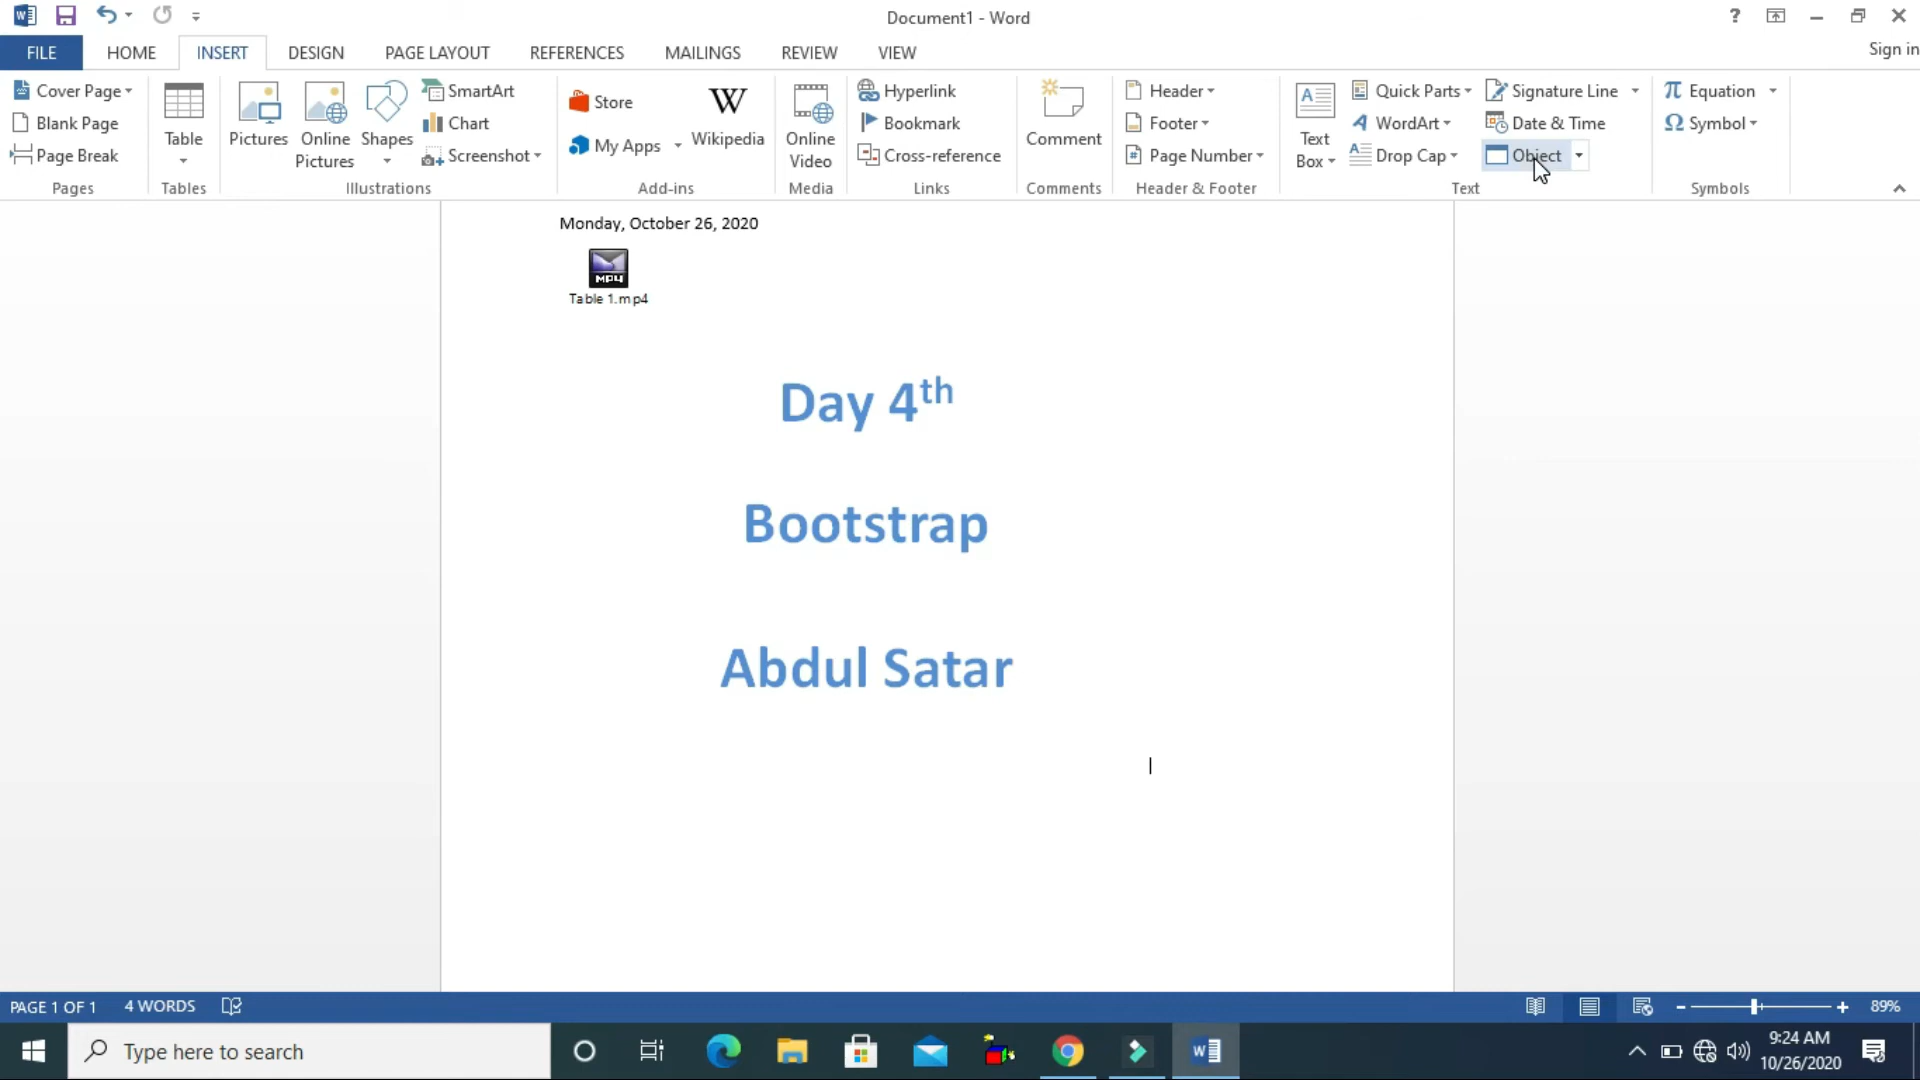 Document1 - Word
?
FILE HOME INSERT DESIGN PAGE LAYOUT REFERENCES MAILINGS REVIEW VIEW Sign in
Cover Page
Blank Page
Page Break
Pages
Table
Tables
Pictures
Online Pictures
Shapes
SmartArt
Chart
Screenshot
Illustrations
Store
My Apps
W
Wikipedia
Add-ins
Online Video
Media
Hyperlink
Bookmark
Cross-reference
Links
Comment
Comments
Header
Footer
Page Number
Header & Footer
A
Text Box
Quick Parts
WordArt
Drop Cap
Signature Line
Date & Time
Object
Text
π Equation
Ω Symbol
Symbols
Monday, October 26, 2020
MP4
Table 1.mp4
Day 4th
Bootstrap
Abdul Satar
PAGE 1 OF 1 4 WORDS 89%
Type here to search
9:24 AM
10/26/2020